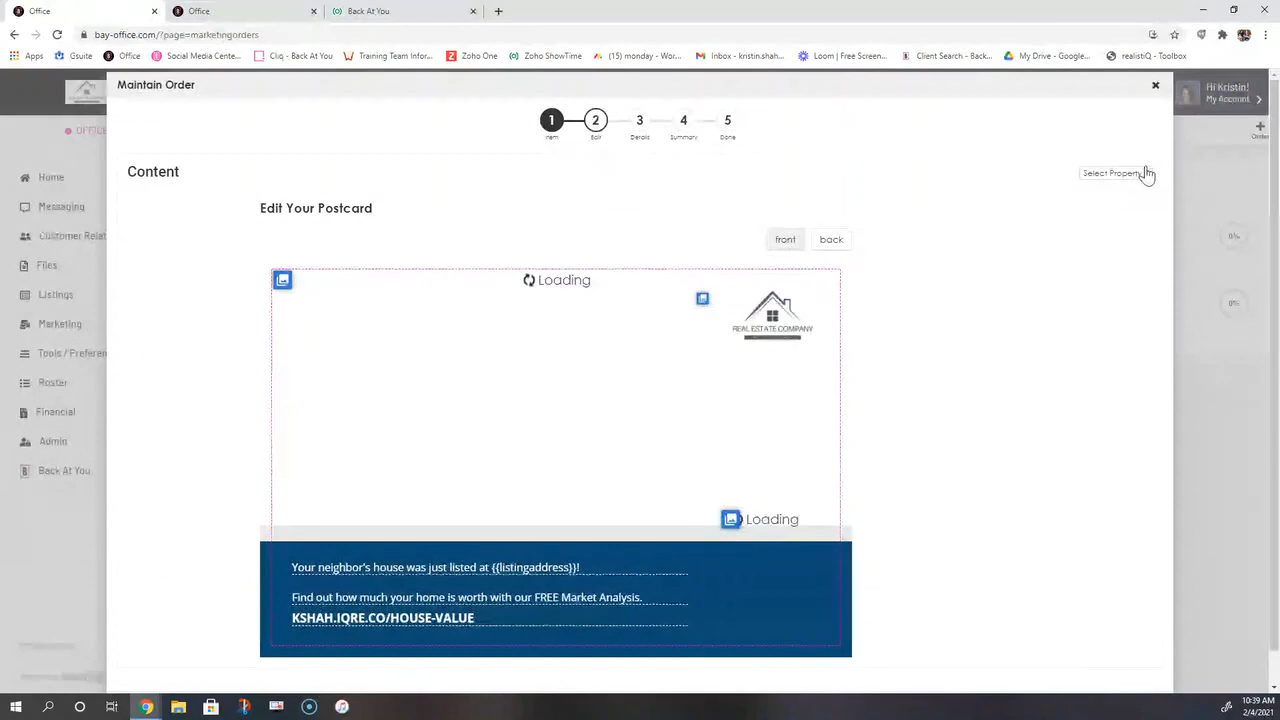 Office
Office
Back At You
bay-office.com/?page=marketingorders
Apps
Gsuite
Office
Social Media Cente...
Cliq - Back At You
Training Team Infor...
Zoho One
Zoho ShowTime
(15) monday - Wor...
Inbox - kristin.shah...
Loom | Free Screen...
Client Search - Back...
My Drive - Google...
realistiQ - Toolbox
Maintain Order
Hi Kristin!
My Account
OFFIC
1
2
3
4
5
Item
Edit
Details
Summary
Done
Order
Content
Select Property
Home
Messaging
Customer Relat
Files
Listings
Marketing
Tools / Preferen
Roster
Financial
Admin
Back At You
Edit Your Postcard
front
back
0%
0%
Loading
REAL ESTATE COMPANY
Loading
Your neighbor's house was just listed at {{listingaddress}}!
Find out how much your home is worth with our FREE Market Analysis.
KSHAH.IQRE.CO/HOUSE-VALUE
10:39 AM
2/4/2021